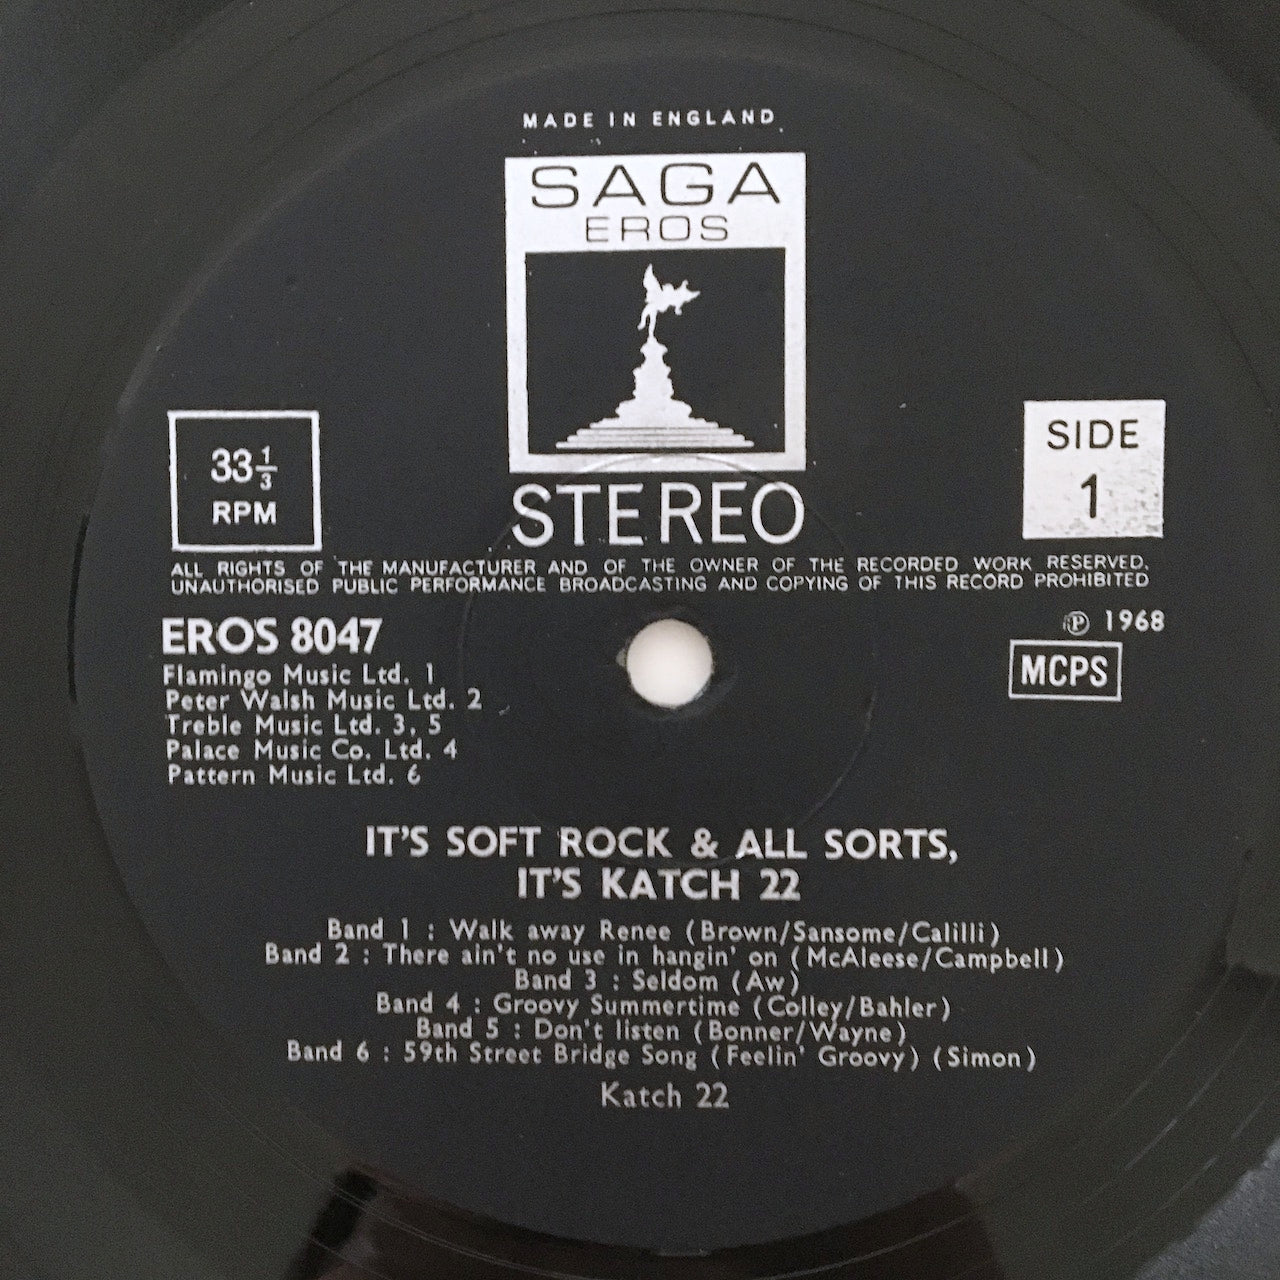 MADE IN ENGLAND
SAGA
EROS
33 1/3
RPM
STEREO
SIDE
1
ALL RIGHTS OF THE MANUFACTURER AND OF THE OWNER OF THE RECORDED WORK RESERVED.
UNAUTHORISED PUBLIC PERFORMANCE BROADCASTING AND COPYING OF THIS RECORD PROHIBITED
EROS 8047
℗ 1968
MCPS
Flamingo Music Ltd. 1
Peter Walsh Music Ltd. 2
Treble Music Ltd. 3, 5
Palace Music Co. Ltd. 4
Pattern Music Ltd. 6
IT'S SOFT ROCK & ALL SORTS,
IT'S KATCH 22
Band 1 : Walk away Renee (Brown/Sansome/Calilli)
Band 2 : There ain't no use in hangin' on (McAleese/Campbell)
Band 3 : Seldom (Aw)
Band 4 : Groovy Summertime (Colley/Bahler)
Band 5 : Don't listen (Bonner/Wayne)
Band 6 : 59th Street Bridge Song (Feelin' Groovy) (Simon)
Katch 22